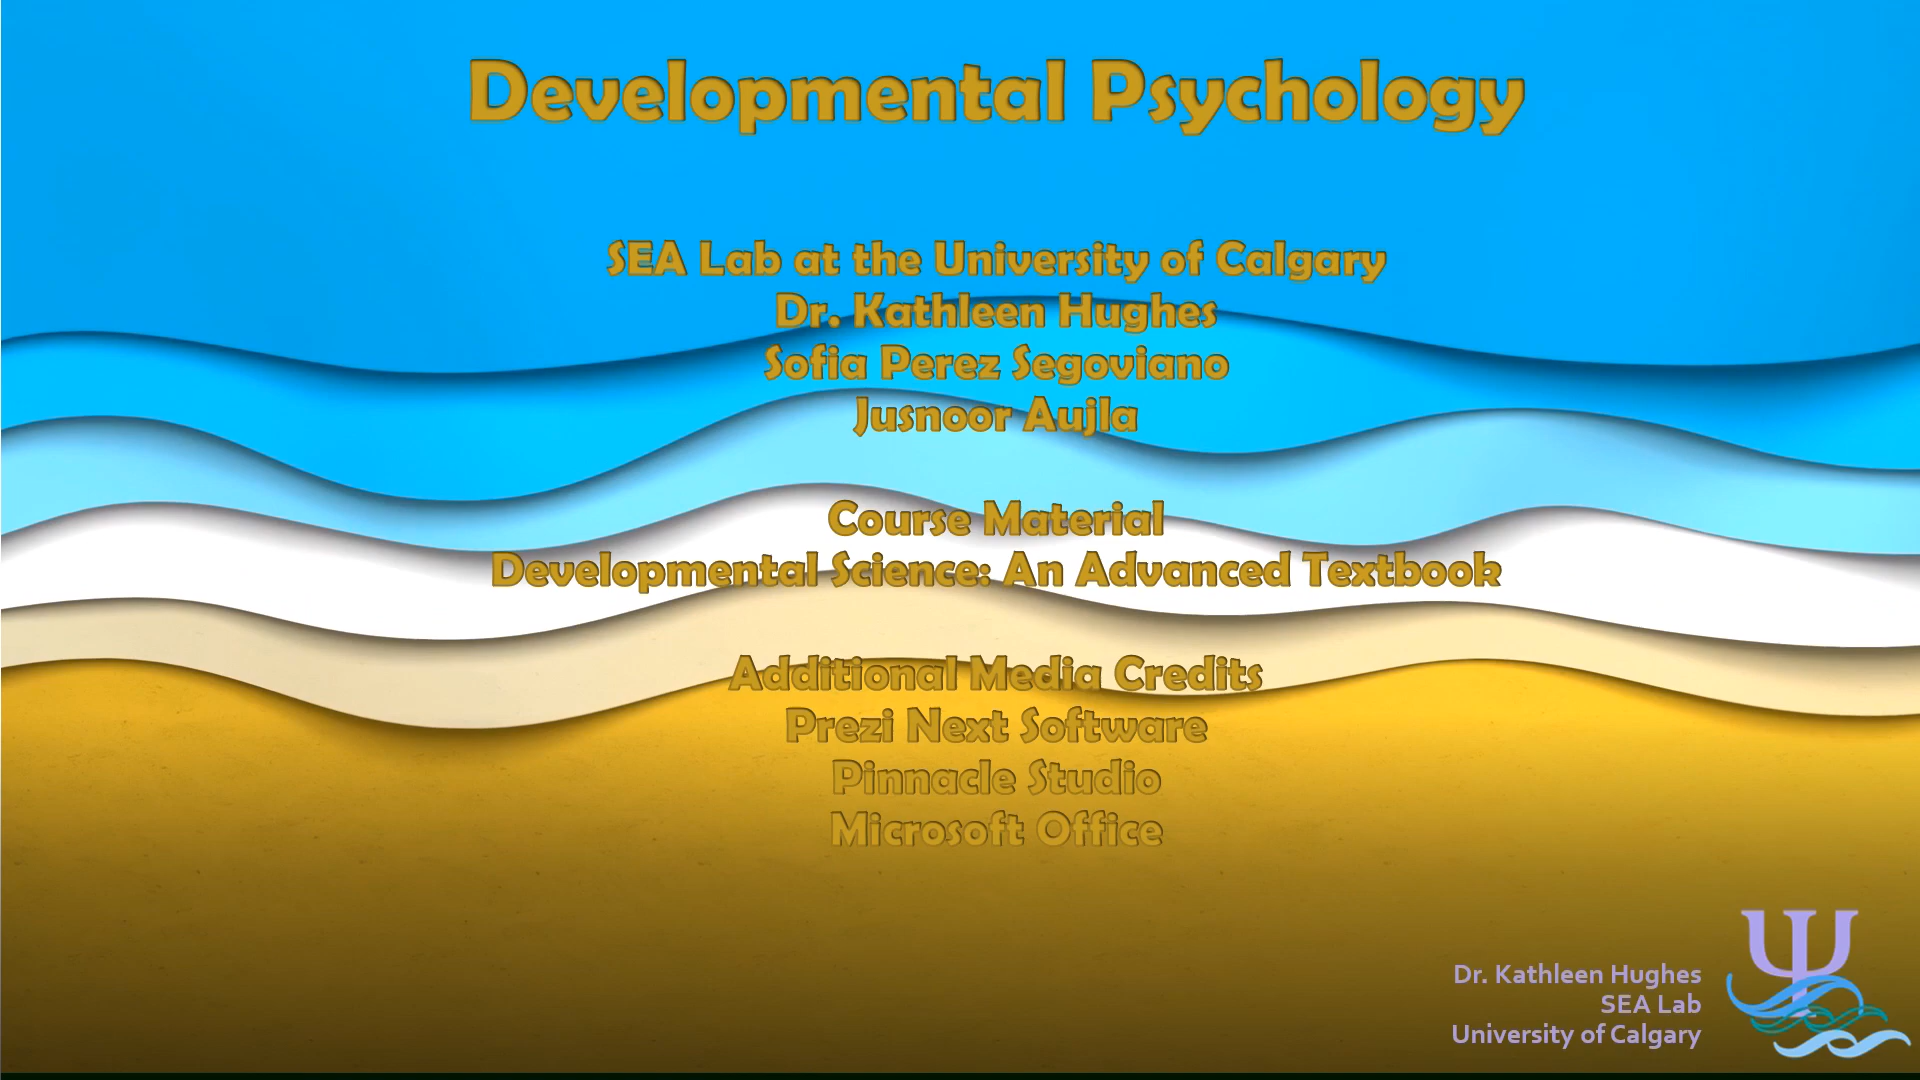 Developmental Psychology
SEA Lab at the University of Calgary
Dr. Kathleen Hughes
Sofia Perez Segoviano
Jusnoor Aujla
Course Material
Developmental Science: An Advanced Textbook
Additional Media Credits
Prezi Next Software
Pinnacle Studio
Microsoft Office
Dr. Kathleen Hughes
SEA Lab
University of Calgary